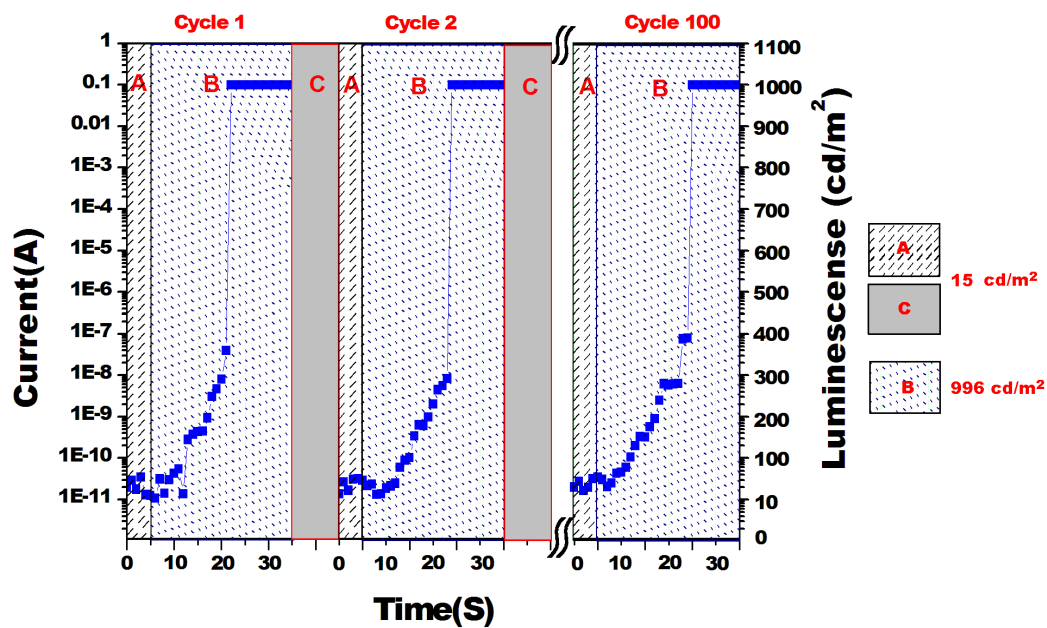 Cycle 1 Cycle 2 Cycle 100
1 1100
A B C A B C A B
0.1 1000
0.01 900
1E-3 800
1E-4 700
1E-5 600
1E-6 500
1E-7 400
1E-8 300
1E-9 200
1E-10 100
1E-11 10
0
Current(A)
Luminescense (cd/m²)
0 10 20 30 0 10 20 30 0 10 20 30
Time(S)
A
15 cd/m²
C
B 996 cd/m²